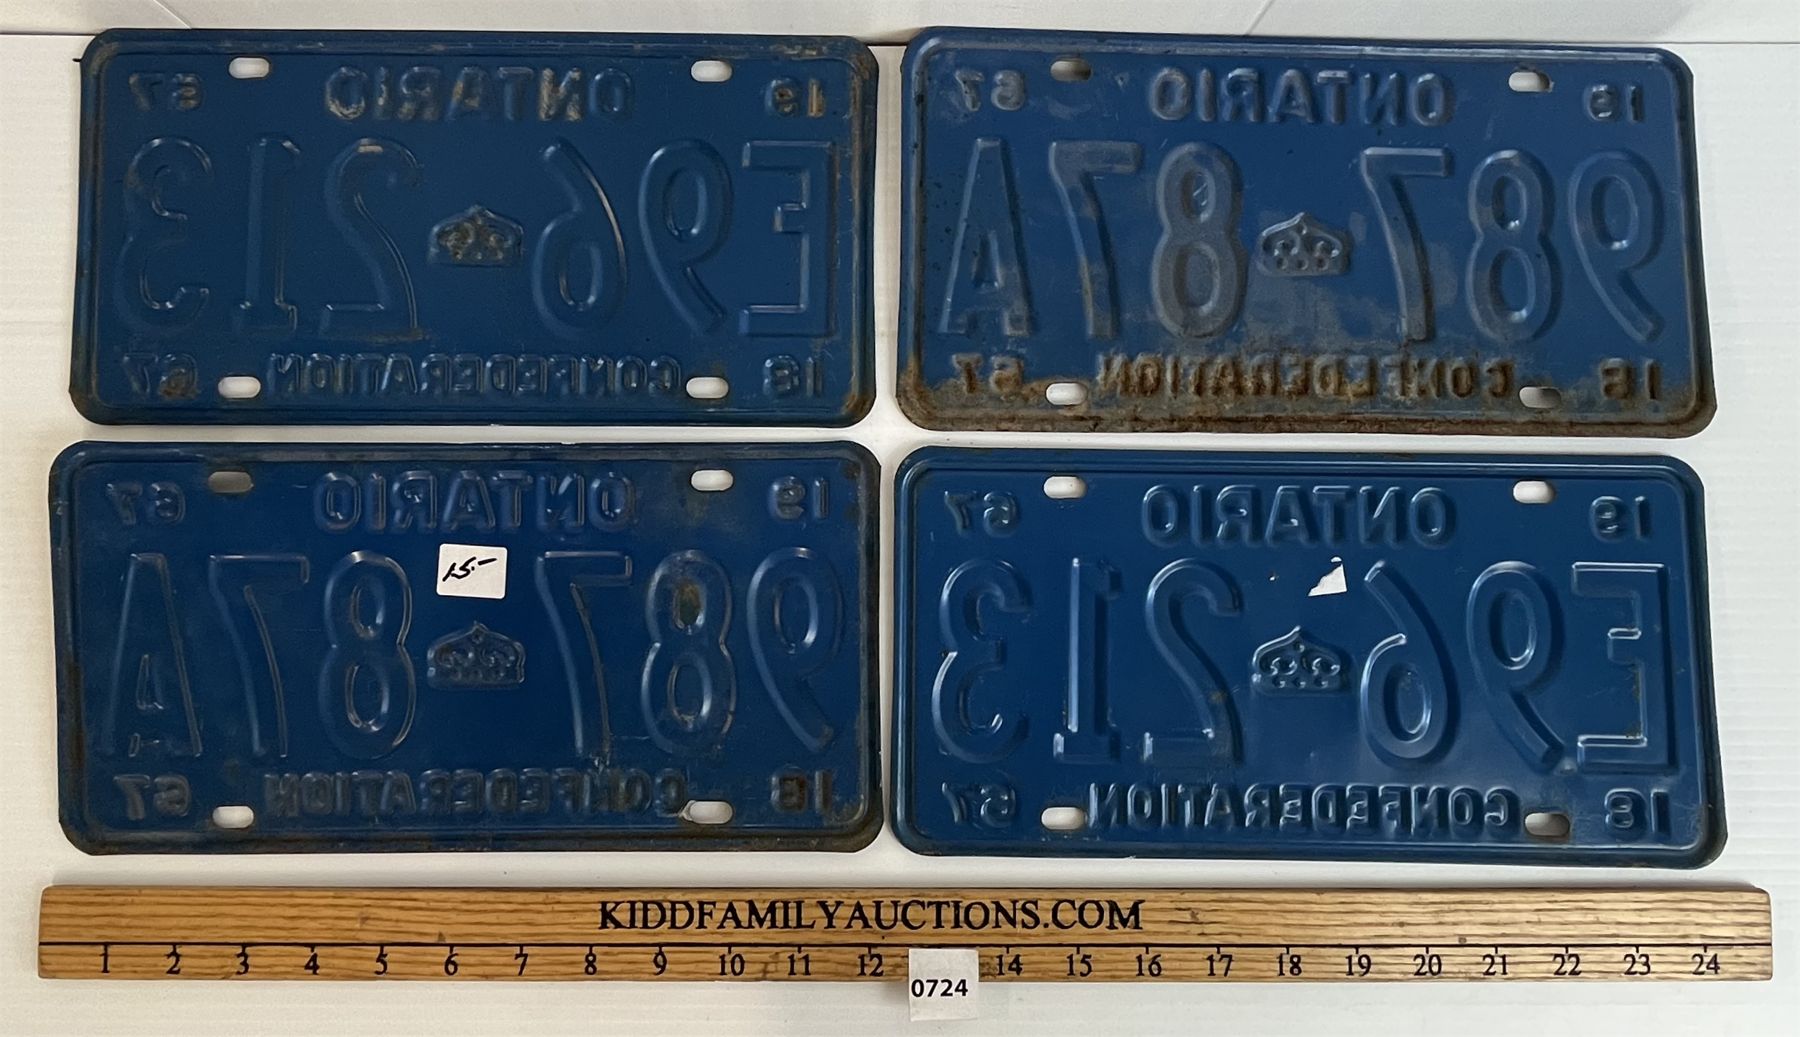 19 ONTARIO 67
E96 213
18 CONFEDERATION 67
19 ONTARIO 67
987 87A
18 CONFEDERATION 67
19 ONTARIO 67
15.-
987 87A
18 CONFEDERATION 67
19 ONTARIO 67
E96 213
18 CONFEDERATION 67
KIDDFAMILYAUCTIONS.COM
1 2 3 4 5 6 7 8 9 10 11 12 14 15 16 17 18 19 20 21 22 23 24
0724